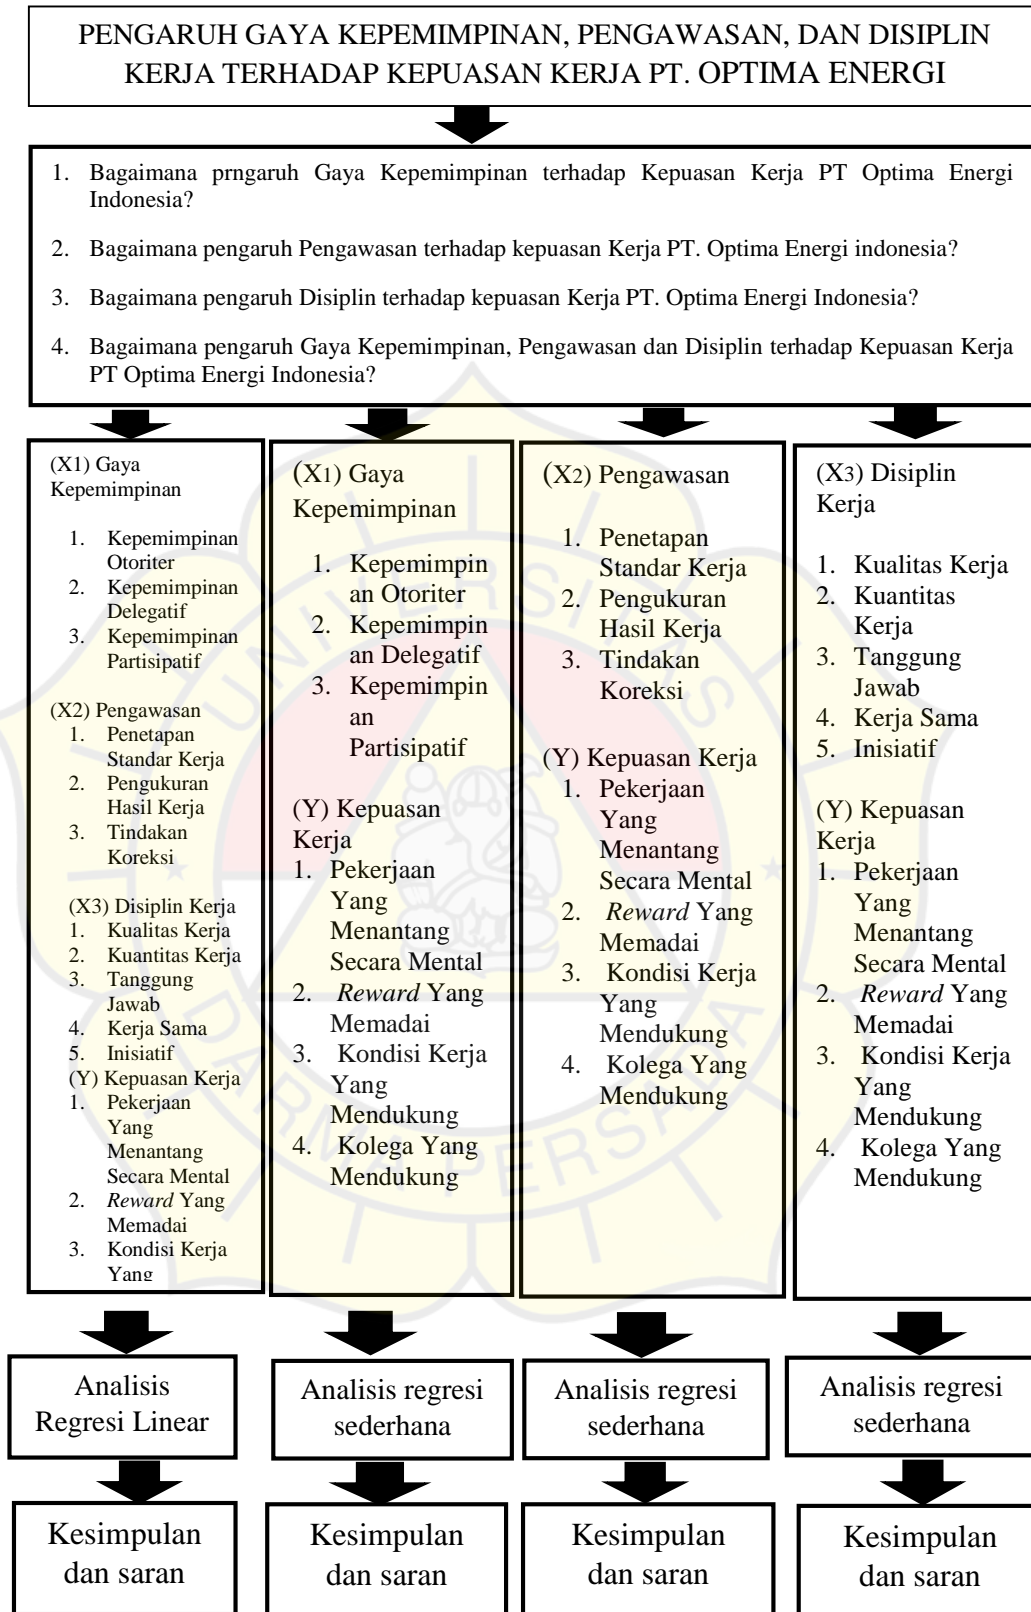 PENGARUH GAYA KEPEMIMPINAN, PENGAWASAN, DAN DISIPLIN
KERJA TERHADAP KEPUASAN KERJA PT. OPTIMA ENERGI
1. Bagaimana prngaruh Gaya Kepemimpinan terhadap Kepuasan Kerja PT Optima Energi
Indonesia?
2. Bagaimana pengaruh Pengawasan terhadap kepuasan Kerja PT. Optima Energi indonesia?
3. Bagaimana pengaruh Disiplin terhadap kepuasan Kerja PT. Optima Energi Indonesia?
4. Bagaimana pengaruh Gaya Kepemimpinan, Pengawasan dan Disiplin terhadap Kepuasan Kerja
PT Optima Energi Indonesia?
(X1) Gaya
Kepemimpinan
1. Kepemimpinan
Otoriter
2. Kepemimpinan
Delegatif
3. Kepemimpinan
Partisipatif
(X2) Pengawasan
1. Penetapan
Standar Kerja
2. Pengukuran
Hasil Kerja
3. Tindakan
Koreksi
(X3) Disiplin Kerja
1. Kualitas Kerja
2. Kuantitas Kerja
3. Tanggung
Jawab
4. Kerja Sama
5. Inisiatif
(Y) Kepuasan Kerja
1. Pekerjaan
Yang
Menantang
Secara Mental
2. Reward Yang
Memadai
3. Kondisi Kerja
Yang
(X1) Gaya
Kepemimpinan
1. Kepemimpin
an Otoriter
2. Kepemimpin
an Delegatif
3. Kepemimpin
an
Partisipatif
(Y) Kepuasan
Kerja
1. Pekerjaan
Yang
Menantang
Secara Mental
2. Reward Yang
Memadai
3. Kondisi Kerja
Yang
Mendukung
4. Kolega Yang
Mendukung
(X2) Pengawasan
1. Penetapan
Standar Kerja
2. Pengukuran
Hasil Kerja
3. Tindakan
Koreksi
(Y) Kepuasan Kerja
1. Pekerjaan
Yang
Menantang
Secara Mental
2. Reward Yang
Memadai
3. Kondisi Kerja
Yang
Mendukung
4. Kolega Yang
Mendukung
(X3) Disiplin
Kerja
1. Kualitas Kerja
2. Kuantitas
Kerja
3. Tanggung
Jawab
4. Kerja Sama
5. Inisiatif
(Y) Kepuasan
Kerja
1. Pekerjaan
Yang
Menantang
Secara Mental
2. Reward Yang
Memadai
3. Kondisi Kerja
Yang
Mendukung
4. Kolega Yang
Mendukung
UNIVERSITAS
DARMA PERSADA
Analisis
Regresi Linear
Analisis regresi
sederhana
Analisis regresi
sederhana
Analisis regresi
sederhana
Kesimpulan
dan saran
Kesimpulan
dan saran
Kesimpulan
dan saran
Kesimpulan
dan saran